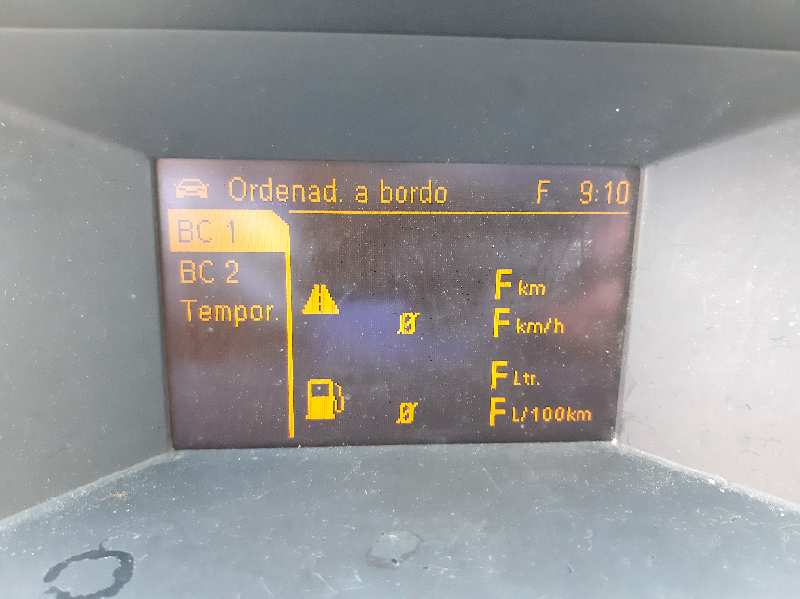 Ordenad. a bordo F 9:10
BC 1
BC 2
Tempor.
F km
Ø F km/h
F Ltr.
Ø F L/100km